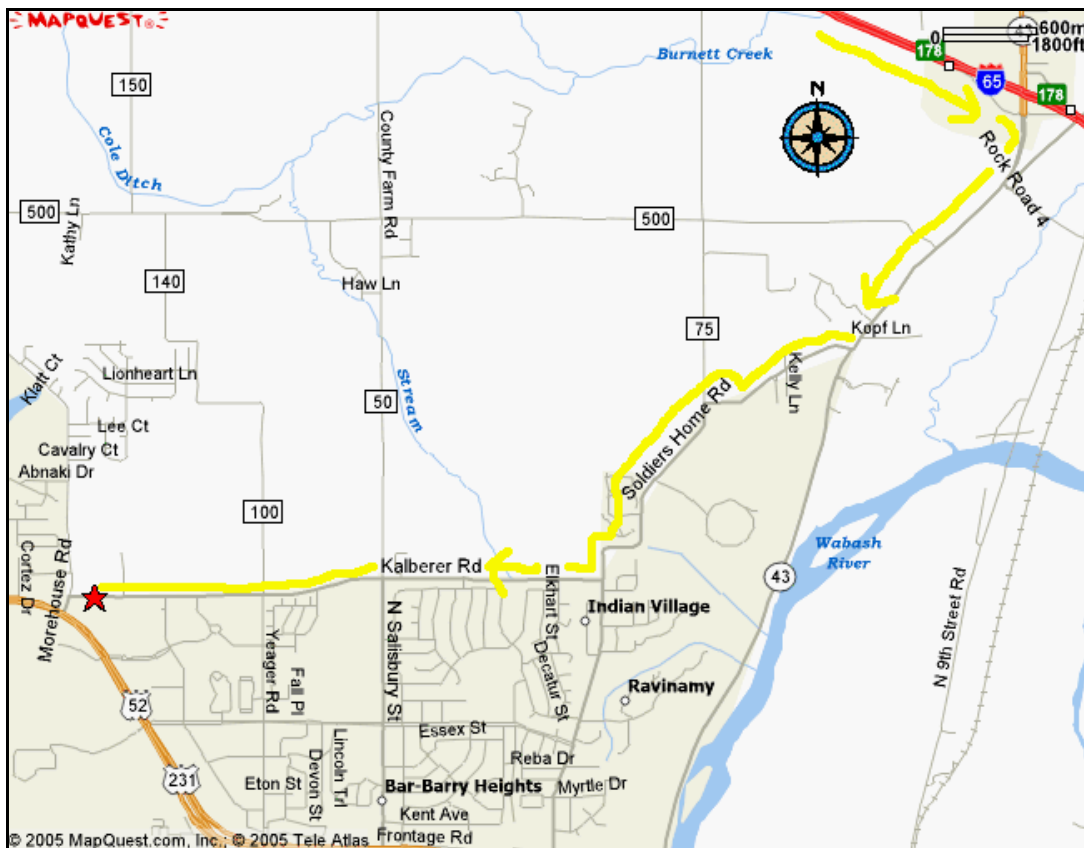 MAPQUEST
600m
0
1800ft
43
178
65
178
Burnett Creek
N
150
Cole Ditch
County Farm Rd
Rock Road 4
500
Kathy Ln
500
140
Haw Ln
75
Kopf Ln
Klatt Ct
Lionheart Ln
Kelly Ln
50
Stream
Lee Ct
Cavalry Ct
Abnaki Dr
Soldiers Home Rd
100
Cortez Dr
Morehouse Rd
Kalberer Rd
Wabash
River
43
Elkhart St
Indian Village
N 9th Street Rd
Yeager Rd
Fall Pl
N Salisbury St
Decatur St
Ravinamy
52
Essex St
Lincoln Trl
Devon St
Reba Dr
231
Eton St
Bar-Barry Heights
Myrtle Dr
Kent Ave
© 2005 MapQuest.com, Inc.; © 2005 Tele Atlas
Frontage Rd